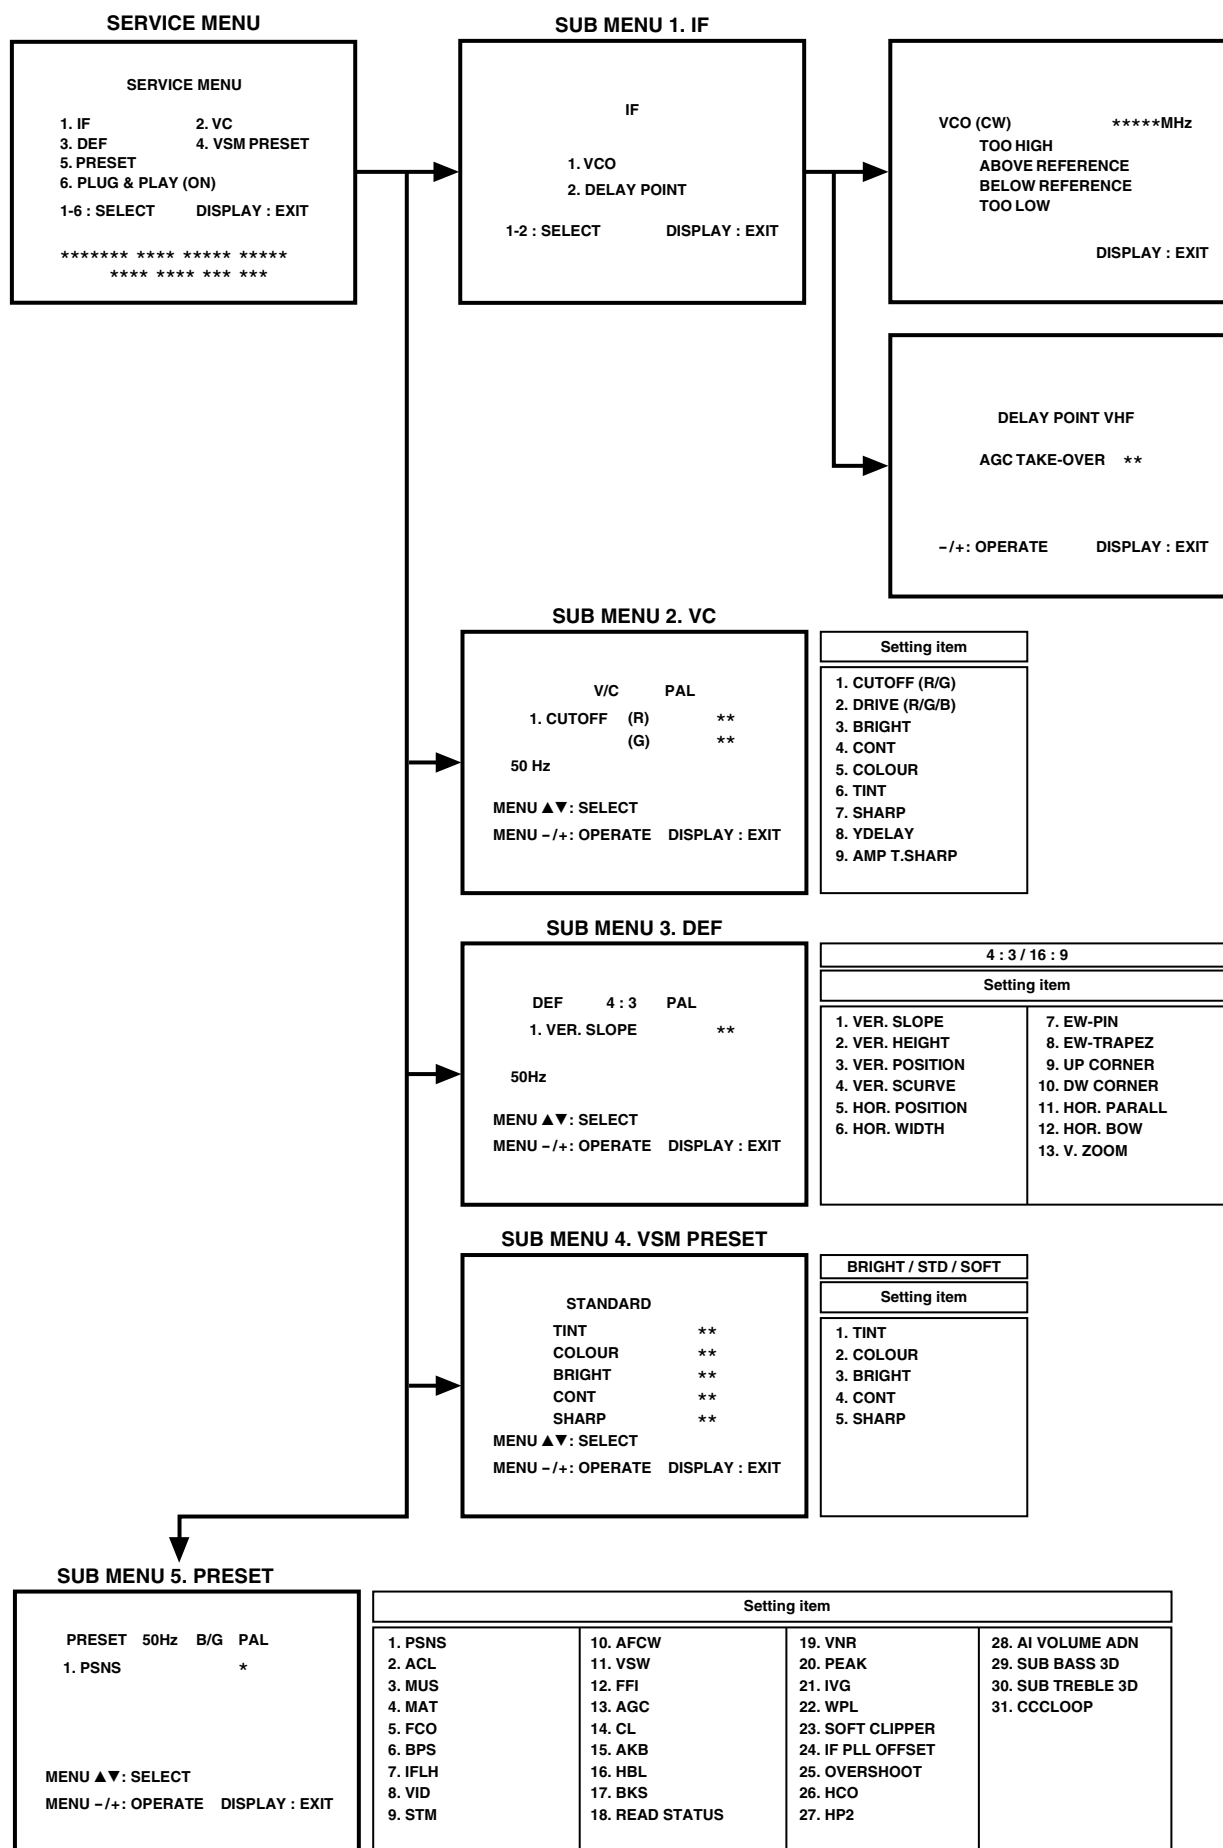 SERVICE MENU
SERVICE MENU
1. IF 2. VC
3. DEF 4. VSM PRESET
5. PRESET
6. PLUG & PLAY (ON)
1-6 : SELECT DISPLAY : EXIT
******* **** ***** *****
**** **** *** ***
SUB MENU 1. IF
IF
1. VCO
2. DELAY POINT
1-2 : SELECT DISPLAY : EXIT
VCO (CW) *****MHz
TOO HIGH
ABOVE REFERENCE
BELOW REFERENCE
TOO LOW
DISPLAY : EXIT
DELAY POINT VHF
AGC TAKE-OVER **
–/+: OPERATE DISPLAY : EXIT
SUB MENU 2. VC
V/C PAL
1. CUTOFF (R) **
(G) **
50 Hz
MENU ▲▼: SELECT
MENU –/+: OPERATE DISPLAY : EXIT
Setting item
1. CUTOFF (R/G)
2. DRIVE (R/G/B)
3. BRIGHT
4. CONT
5. COLOUR
6. TINT
7. SHARP
8. YDELAY
9. AMP T.SHARP
SUB MENU 3. DEF
DEF 4 : 3 PAL
1. VER. SLOPE **
50Hz
MENU ▲▼: SELECT
MENU –/+: OPERATE DISPLAY : EXIT
4 : 3 / 16 : 9
Setting item
1. VER. SLOPE
2. VER. HEIGHT
3. VER. POSITION
4. VER. SCURVE
5. HOR. POSITION
6. HOR. WIDTH
7. EW-PIN
8. EW-TRAPEZ
9. UP CORNER
10. DW CORNER
11. HOR. PARALL
12. HOR. BOW
13. V. ZOOM
SUB MENU 4. VSM PRESET
STANDARD
TINT **
COLOUR **
BRIGHT **
CONT **
SHARP **
MENU ▲▼: SELECT
MENU –/+: OPERATE DISPLAY : EXIT
BRIGHT / STD / SOFT
Setting item
1. TINT
2. COLOUR
3. BRIGHT
4. CONT
5. SHARP
SUB MENU 5. PRESET
PRESET 50Hz B/G PAL
1. PSNS *
MENU ▲▼: SELECT
MENU –/+: OPERATE DISPLAY : EXIT
Setting item
1. PSNS
2. ACL
3. MUS
4. MAT
5. FCO
6. BPS
7. IFLH
8. VID
9. STM
10. AFCW
11. VSW
12. FFI
13. AGC
14. CL
15. AKB
16. HBL
17. BKS
18. READ STATUS
19. VNR
20. PEAK
21. IVG
22. WPL
23. SOFT CLIPPER
24. IF PLL OFFSET
25. OVERSHOOT
26. HCO
27. HP2
28. AI VOLUME ADN
29. SUB BASS 3D
30. SUB TREBLE 3D
31. CCCLOOP